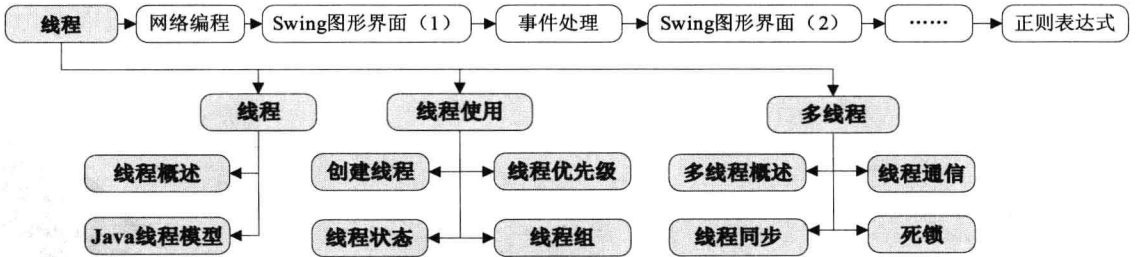 线程 网络编程 Swing图形界面（1） 事件处理 Swing图形界面（2） …… 正则表达式
线程 线程使用 多线程
线程概述 创建线程 线程优先级 多线程概述 线程通信
Java线程模型 线程状态 线程组 线程同步 死锁